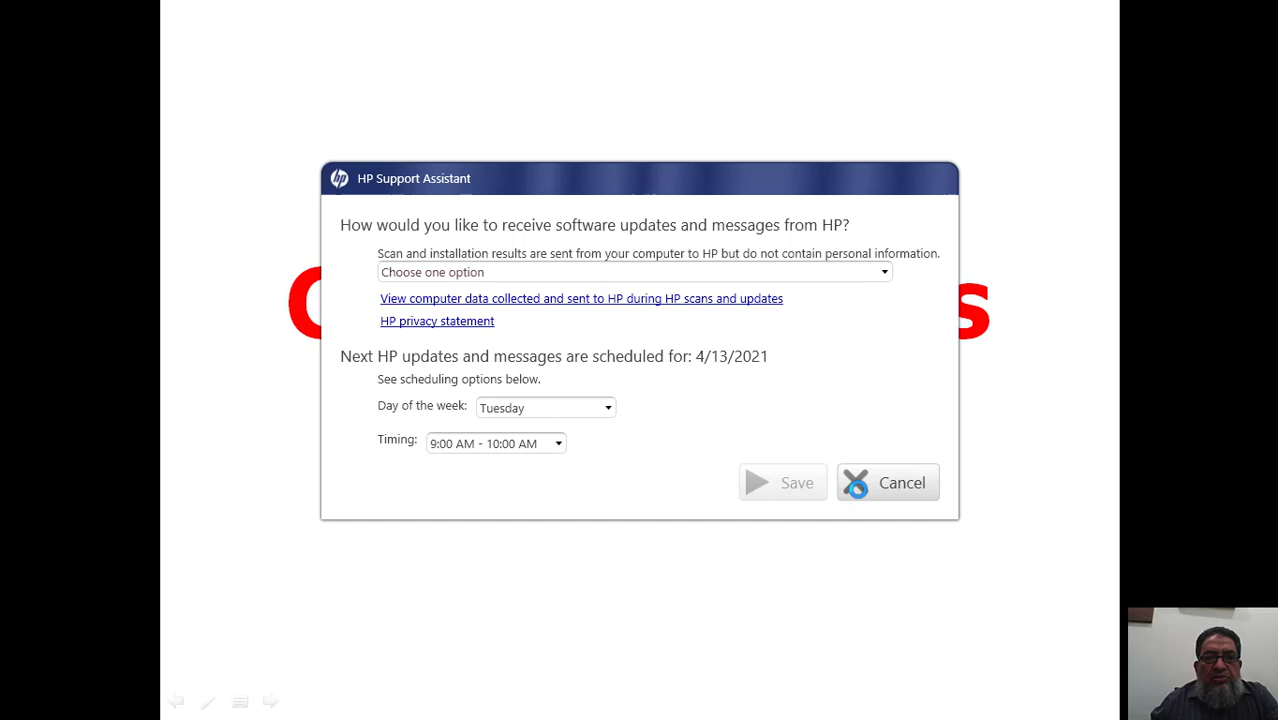 hp HP Support Assistant
How would you like to receive software updates and messages from HP?
Scan and installation results are sent from your computer to HP but do not contain personal information.
Choose one option
View computer data collected and sent to HP during HP scans and updates
HP privacy statement
Next HP updates and messages are scheduled for: 4/13/2021
See scheduling options below.
Day of the week: Tuesday
Timing: 9:00 AM - 10:00 AM
Save Cancel